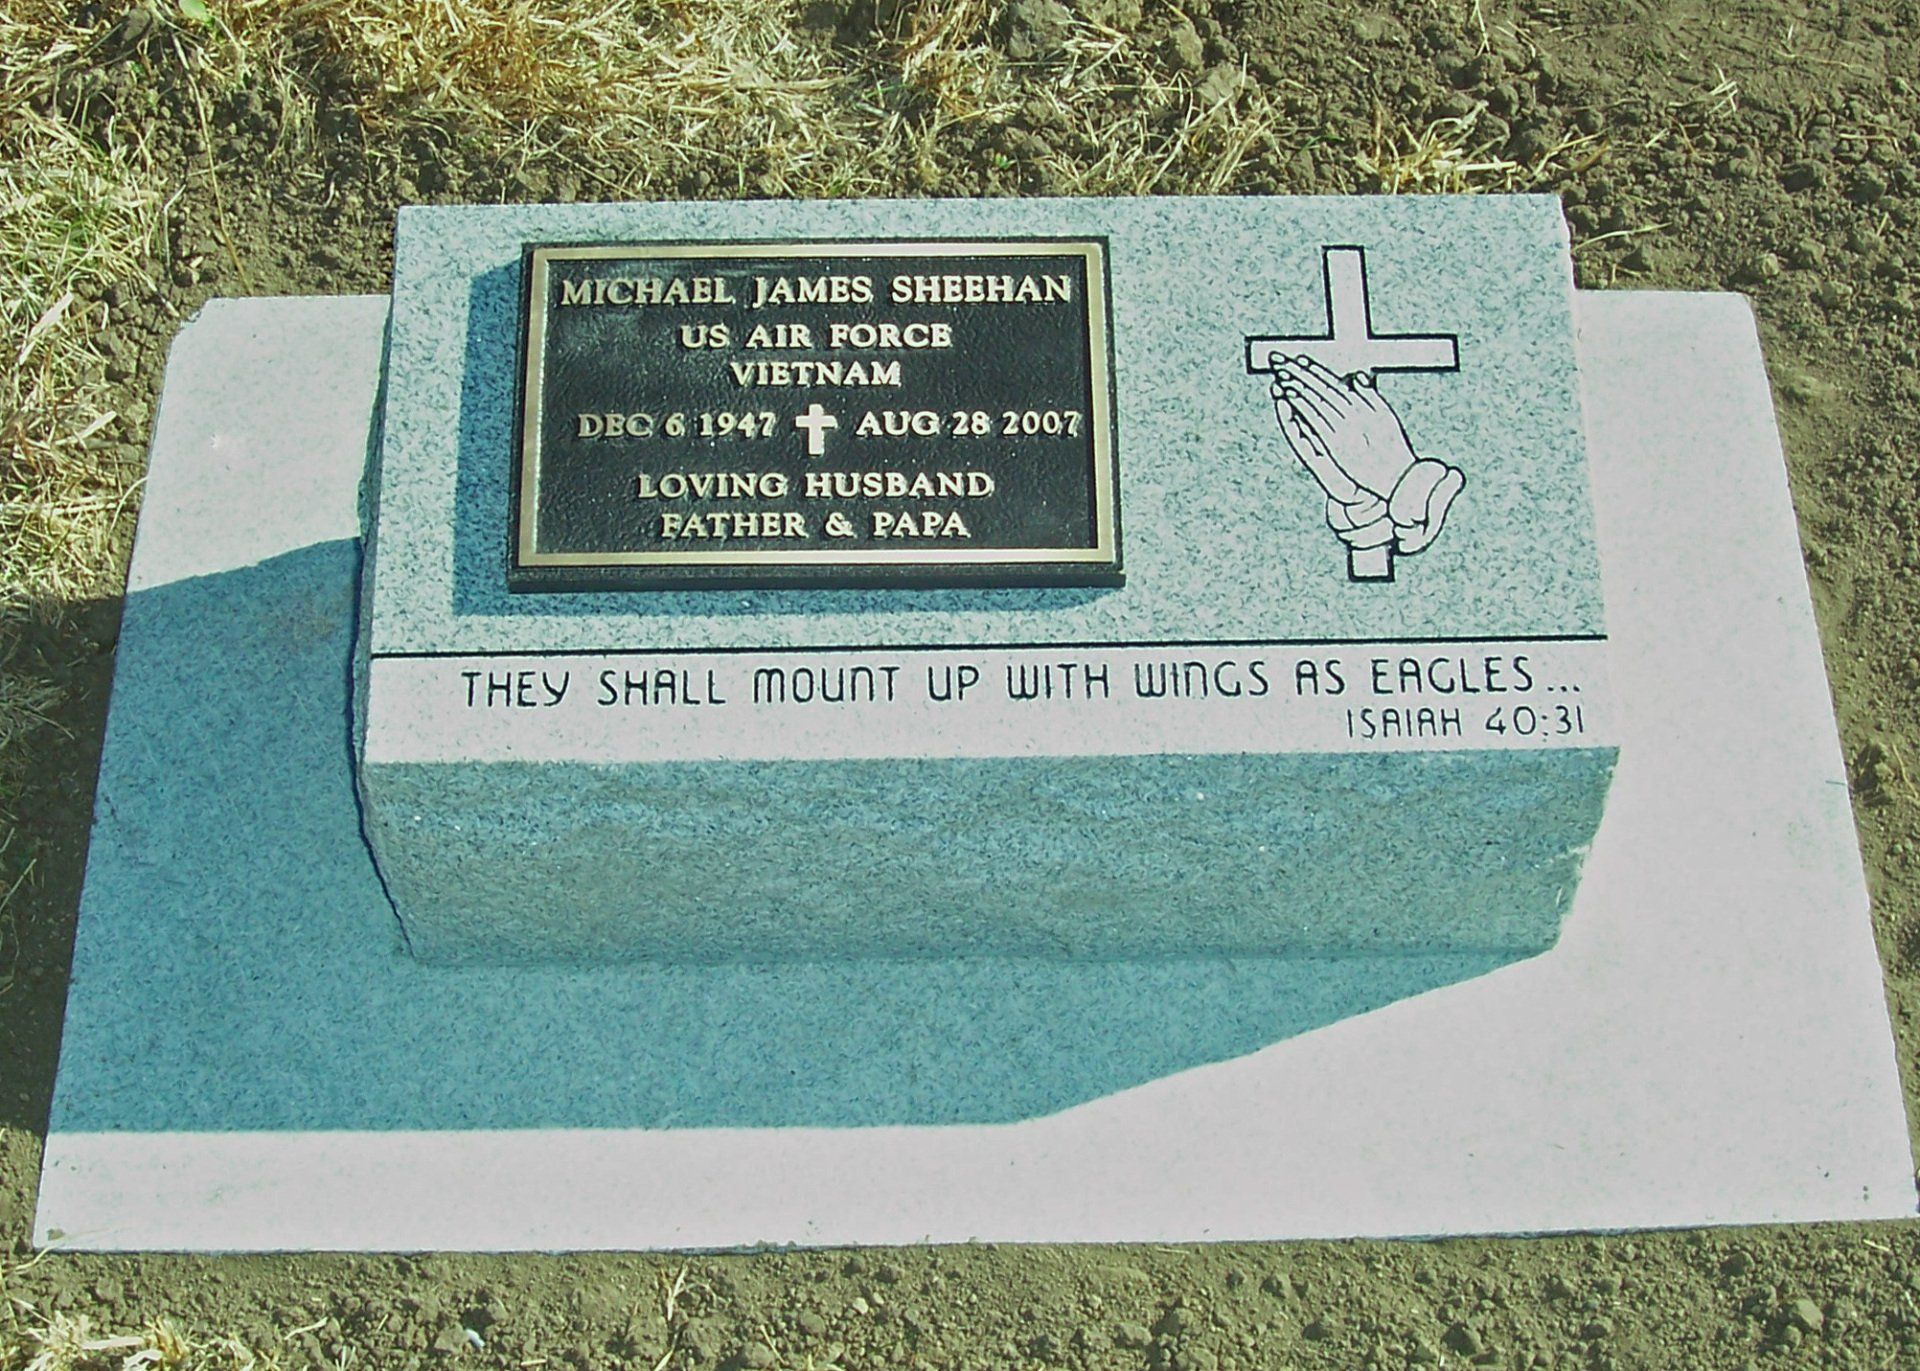 MICHAEL JAMES SHEEHAN
US AIR FORCE
VIETNAM
DEC 6 1947 ✝ AUG 28 2007
LOVING HUSBAND
FATHER & PAPA
THEY SHALL MOUNT UP WITH WINGS AS EAGLES...
ISAIAH 40:31